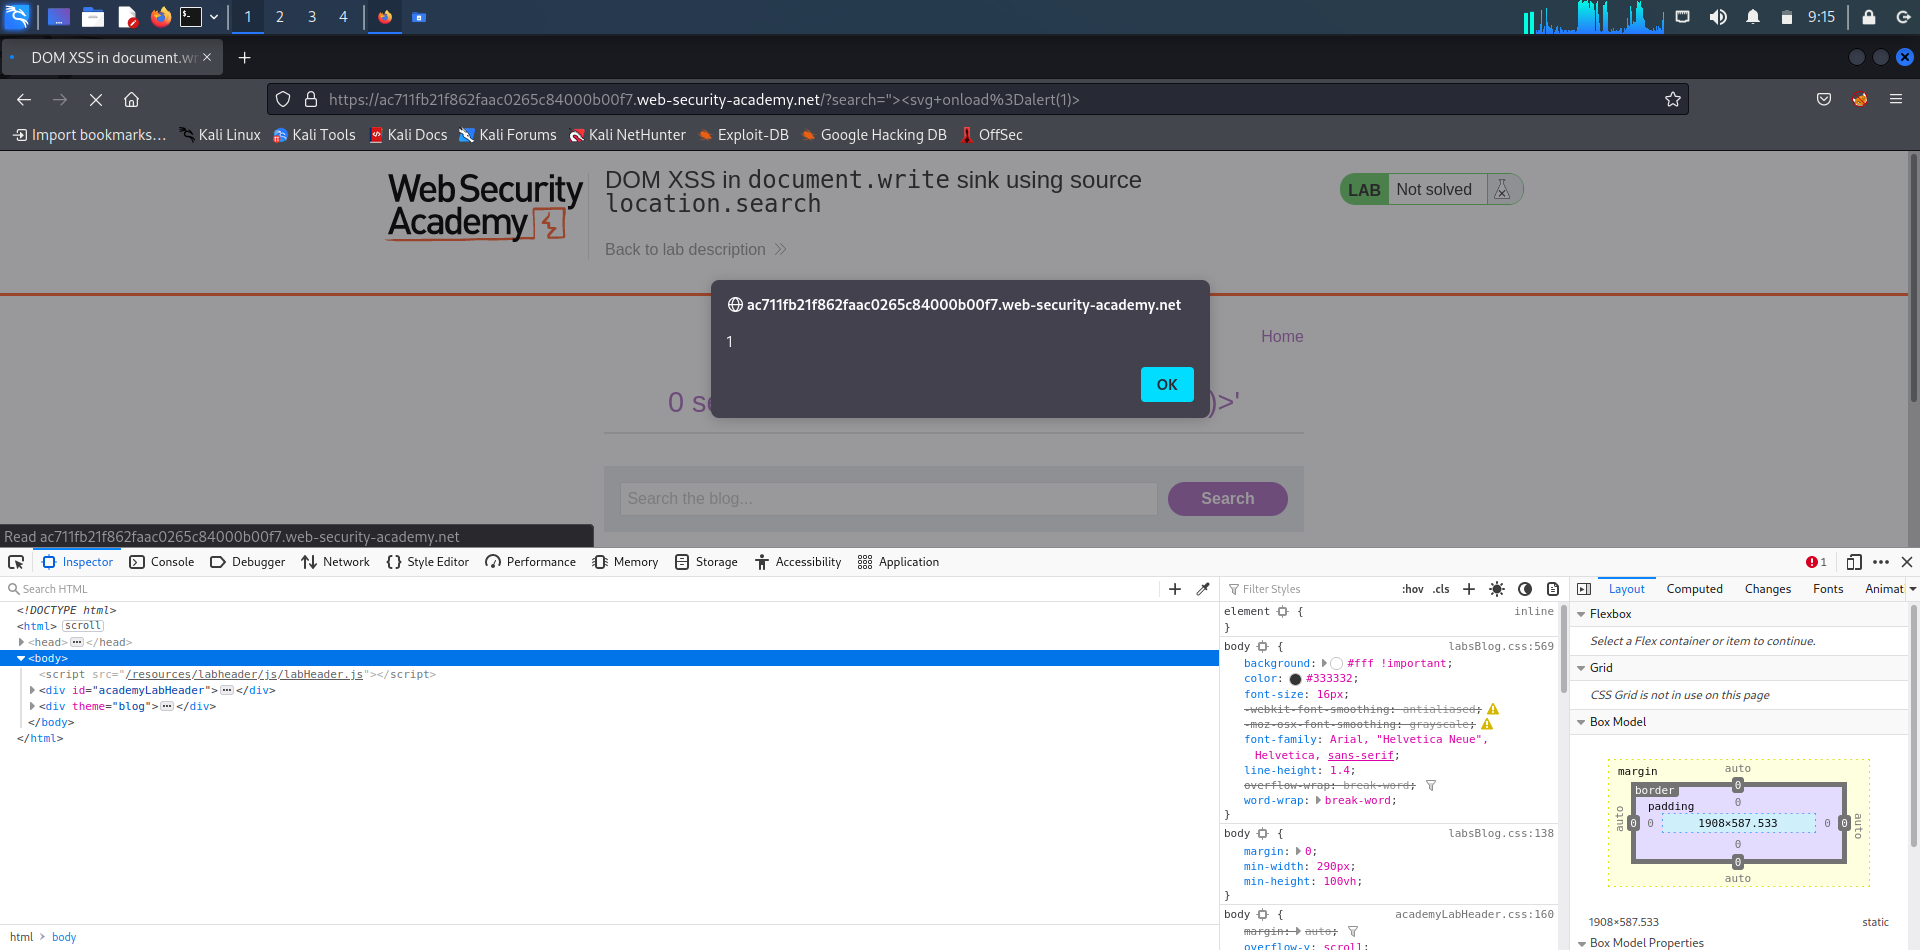 1 2 3 4 9:15
DOM XSS in document.wr
https://ac711fb21f862faac0265c84000b00f7.web-security-academy.net/?search="><svg+onload%3Dalert(1)>
Import bookmarks... Kali Linux Kali Tools Kali Docs Kali Forums Kali NetHunter Exploit-DB Google Hacking DB OffSec
Web Security
Academy
DOM XSS in document.write sink using source
location.search
LAB Not solved
Back to lab description
ac711fb21f862faac0265c84000b00f7.web-security-academy.net
1
OK
Home
0 se )>'
Search the blog... Search
Read ac711fb21f862faac0265c84000b00f7.web-security-academy.net
Inspector Console Debugger Network Style Editor Performance Memory Storage Accessibility Application 1
Search HTML
<!DOCTYPE html>
<html> scroll
<head></head>
<body>
<script src="/resources/labheader/js/labHeader.js"></script>
<div id="academyLabHeader"></div>
<div theme="blog"></div>
</body>
</html>
html > body
Filter Styles :hov .cls
element { inline
}
body { labsBlog.css:569
background: #fff !important;
color: #333332;
font-size: 16px;
-webkit-font-smoothing: antialiased;
-moz-osx-font-smoothing: grayscale;
font-family: Arial, "Helvetica Neue",
Helvetica, sans-serif;
line-height: 1.4;
overflow-wrap: break-word;
word-wrap: break-word;
}
body { labsBlog.css:138
margin: 0;
min-width: 290px;
min-height: 100vh;
}
body { academyLabHeader.css:160
margin: auto;
overflow-y: scroll;
Layout Computed Changes Fonts Animat
Flexbox
Select a Flex container or item to continue.
Grid
CSS Grid is not in use on this page
Box Model
margin auto
border 0
padding 0
auto 0 0 1908×587.533 0 0 auto
0
0
auto
1908×587.533 static
Box Model Properties